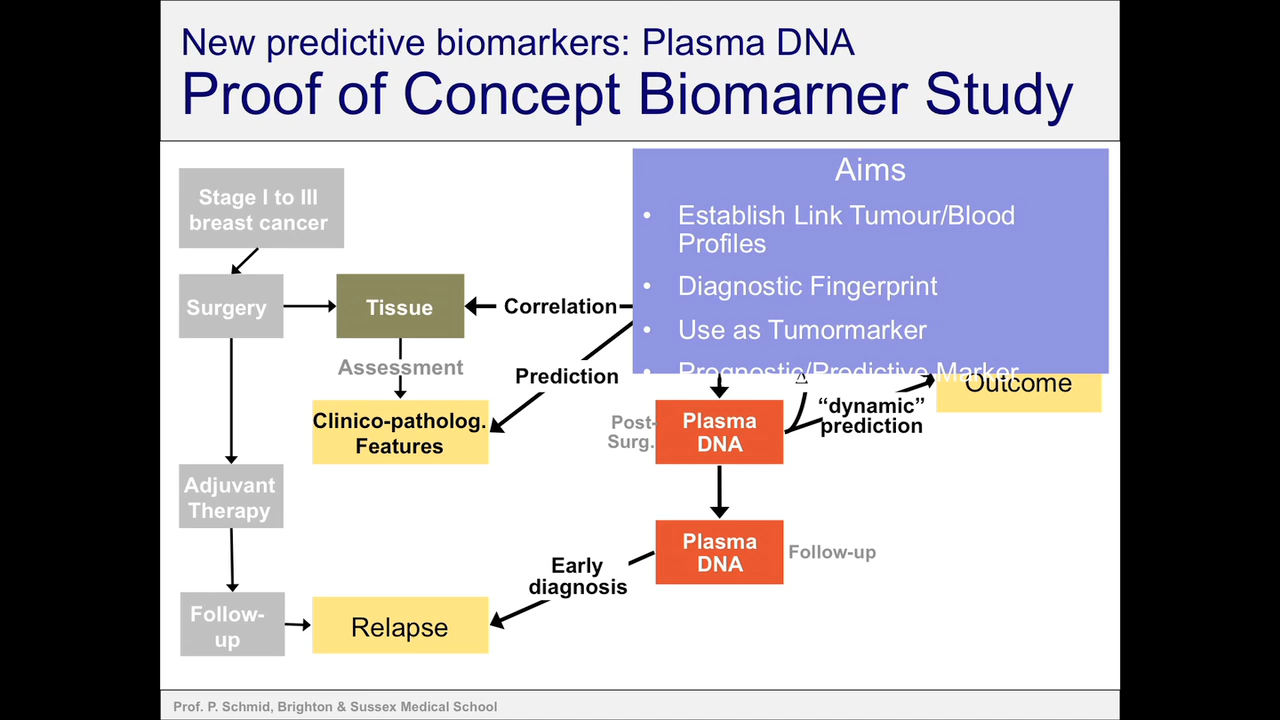 New predictive biomarkers: Plasma DNA
Proof of Concept Biomarner Study
Stage I to III
breast cancer
Surgery
Tissue
Correlation
Aims
• Establish Link Tumour/Blood
Profiles
• Diagnostic Fingerprint
• Use as Tumormarker
• Prognostic/Predictive Marker
Assessment
Prediction
Outcome
Clinico-patholog.
Features
Post-
Surg.
Plasma
DNA
“dynamic”
prediction
Adjuvant
Therapy
Plasma
DNA
Follow-up
Early
diagnosis
Follow-
up
Relapse
Prof. P. Schmid, Brighton & Sussex Medical School